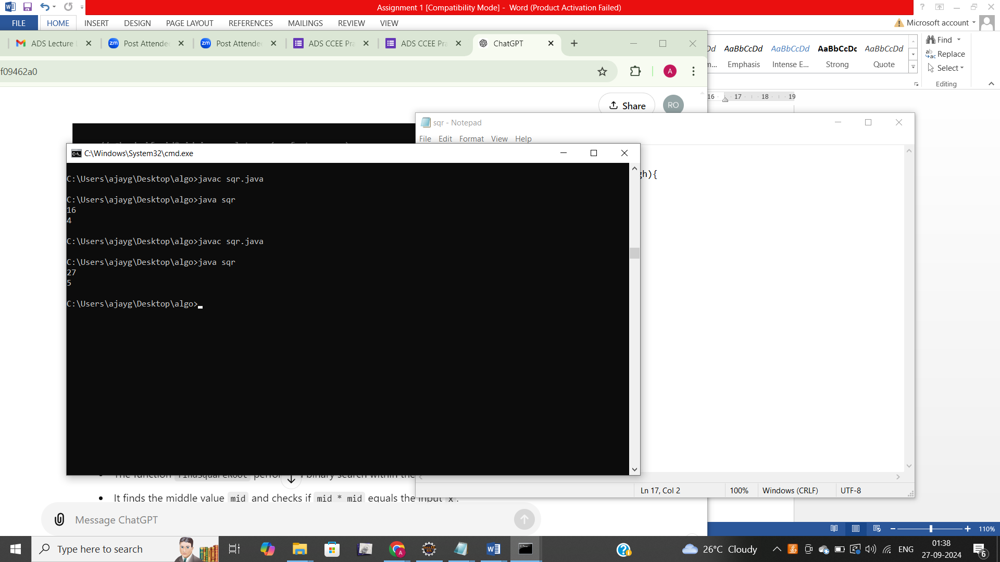 Assignment 1 [Compatibility Mode] - Word (Product Activation Failed)
FILE HOME INSERT DESIGN PAGE LAYOUT REFERENCES MAILINGS REVIEW VIEW
Microsoft account
ADS Lecture
Post Attende
Post Attende
ADS CCEE Pra
ADS CCEE Pra
ChatGPT
f09462a0
A
AaBbCcDd AaBbCcDd AaBbCcDc AaBbCcDd
Emphasis Intense E... Strong Quote
Find
Replace
Select
Editing
16 17 18 19
Share
RO
sqr - Notepad
File Edit Format View Help
gh){
C:\Windows\System32\cmd.exe
C:\Users\ajayg\Desktop\algo>javac sqr.java
C:\Users\ajayg\Desktop\algo>java sqr
16
4
C:\Users\ajayg\Desktop\algo>javac sqr.java
C:\Users\ajayg\Desktop\algo>java sqr
27
5
C:\Users\ajayg\Desktop\algo>
The function findSquareRoot binary search within the
It finds the middle value mid and checks if mid * mid equals the input x.
Message ChatGPT
Ln 17, Col 2 100% Windows (CRLF) UTF-8
110%
Type here to search
26°C Cloudy
ENG
01:38
27-09-2024
6